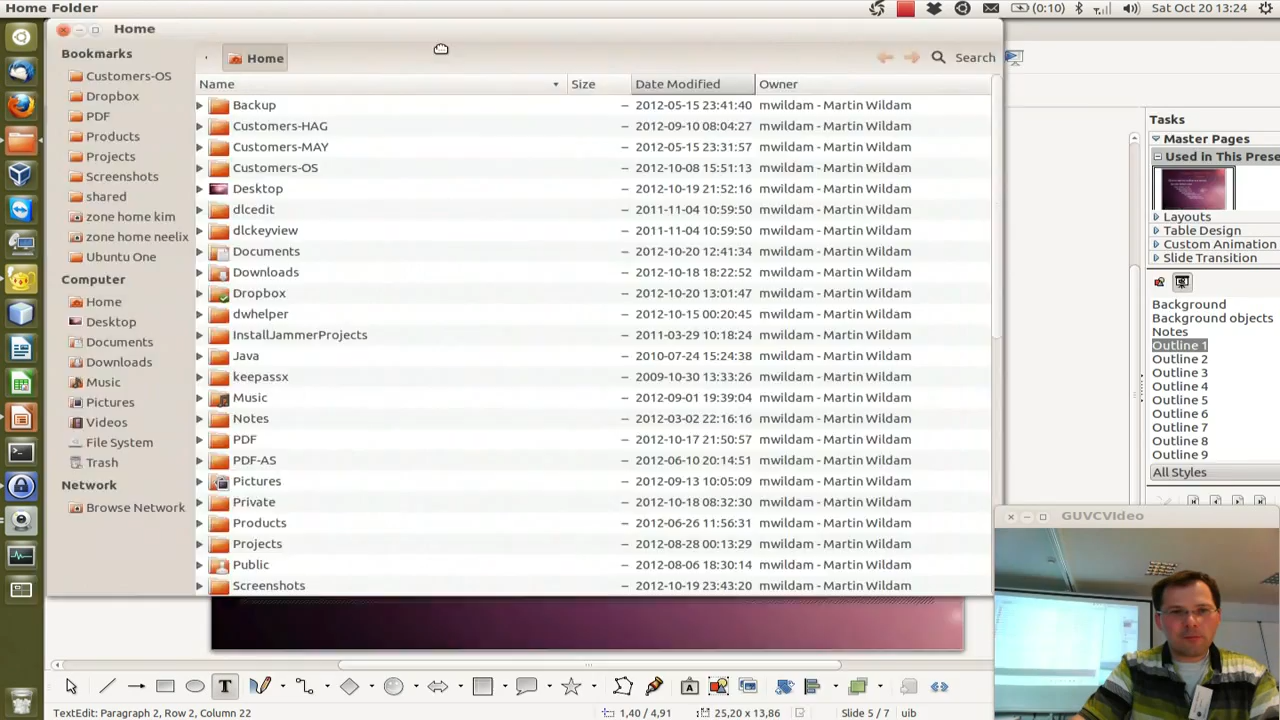 Home Folder
(0:10)
Sat Oct 20 13:24
Home
Bookmarks
Customers-OS
Dropbox
PDF
Products
Projects
Screenshots
shared
zone home kim
zone home neelix
Ubuntu One
Computer
Home
Desktop
Documents
Downloads
Music
Pictures
Videos
File System
Trash
Network
Browse Network
Home
Search
Name Size Date Modified Owner
Backup – 2012-05-15 23:41:40 mwildam - Martin Wildam
Customers-HAG – 2012-09-10 08:04:27 mwildam - Martin Wildam
Customers-MAY – 2012-05-15 23:31:57 mwildam - Martin Wildam
Customers-OS – 2012-10-08 15:51:13 mwildam - Martin Wildam
Desktop – 2012-10-19 21:52:16 mwildam - Martin Wildam
dlcedit – 2011-11-04 10:59:50 mwildam - Martin Wildam
dlckeyview – 2011-11-04 10:59:50 mwildam - Martin Wildam
Documents – 2012-10-20 12:41:34 mwildam - Martin Wildam
Downloads – 2012-10-18 18:22:52 mwildam - Martin Wildam
Dropbox – 2012-10-20 13:01:47 mwildam - Martin Wildam
dwhelper – 2012-10-15 00:20:45 mwildam - Martin Wildam
InstallJammerProjects – 2011-03-29 10:18:24 mwildam - Martin Wildam
Java – 2010-07-24 15:24:38 mwildam - Martin Wildam
keepassx – 2009-10-30 13:33:26 mwildam - Martin Wildam
Music – 2012-09-01 19:39:04 mwildam - Martin Wildam
Notes – 2012-03-02 22:16:16 mwildam - Martin Wildam
PDF – 2012-10-17 21:50:57 mwildam - Martin Wildam
PDF-AS – 2012-06-10 20:14:51 mwildam - Martin Wildam
Pictures – 2012-09-13 10:05:09 mwildam - Martin Wildam
Private – 2012-10-18 08:32:30 mwildam - Martin Wildam
Products – 2012-06-26 11:56:31 mwildam - Martin Wildam
Projects – 2012-08-28 00:13:29 mwildam - Martin Wildam
Public – 2012-08-06 18:30:14 mwildam - Martin Wildam
Screenshots – 2012-10-19 23:43:20 mwildam - Martin Wildam
Tasks
Master Pages
Used in This Prese
Layouts
Table Design
Custom Animation
Slide Transition
Background
Background objects
Notes
Outline 1
Outline 2
Outline 3
Outline 4
Outline 5
Outline 6
Outline 7
Outline 8
Outline 9
All Styles
GUVCVIdeo
TextEdit: Paragraph 2, Row 2, Column 22
1,40 / 4,91
25,20 x 13,86
Slide 5 / 7
uib